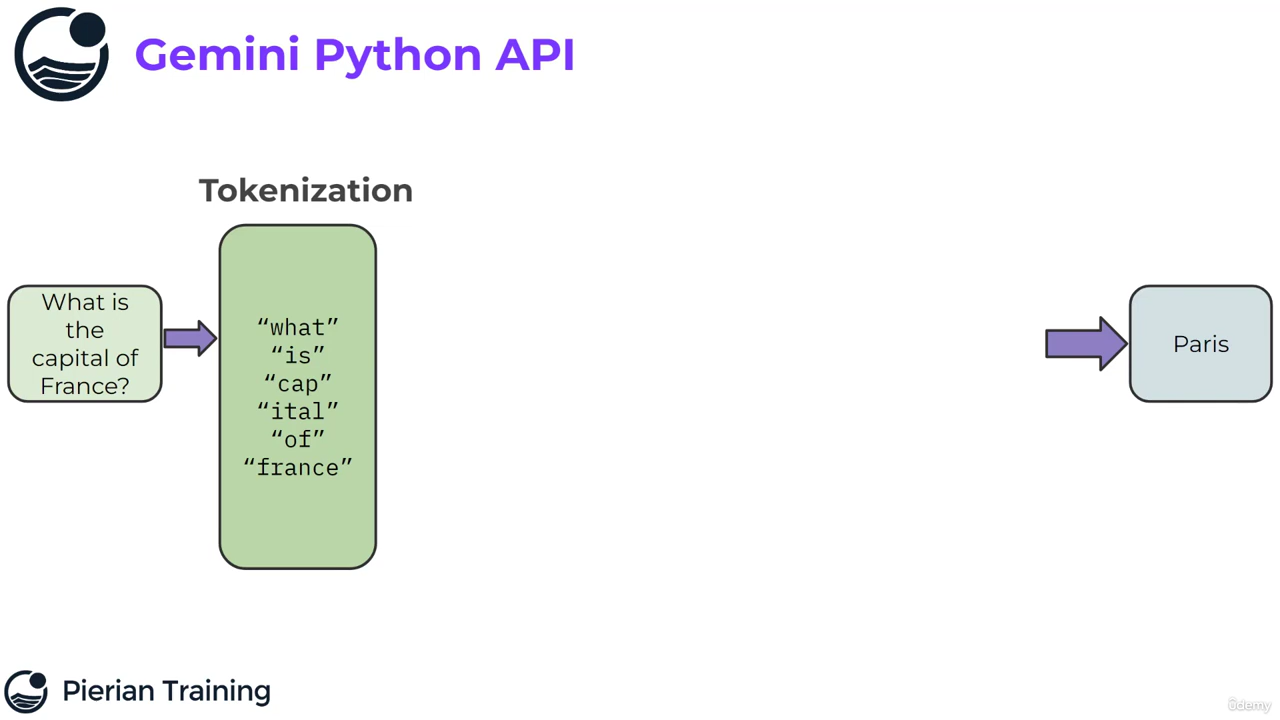 Gemini Python API
Tokenization
What is
the
capital of
France?
“what”
“is”
“cap”
“ital”
“of”
“france”
Paris
Pierian Training
ûdemy